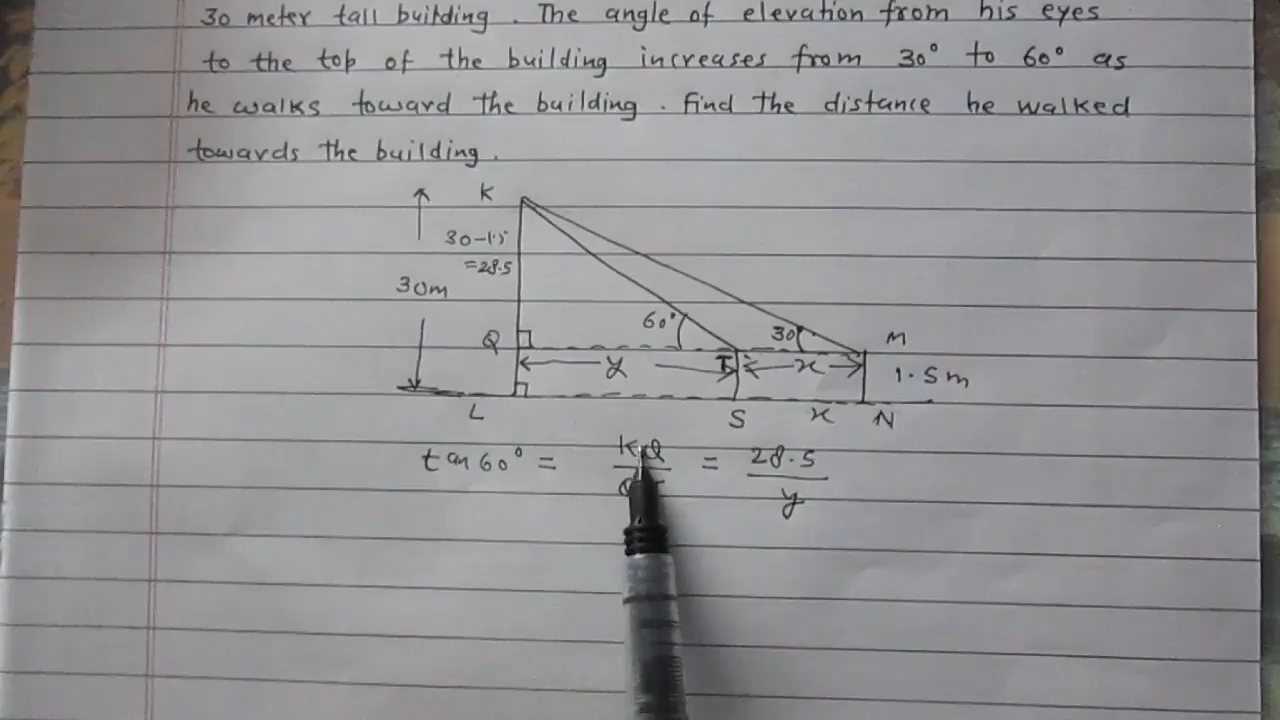 30 meter tall building. The angle of elevation from his eyes
to the top of the building increases from 30° to 60° as
he walks toward the building. Find the distance he walked
towards the building.
K
30-1.5
=28.5
30m
60°
30
Q
M
y
T
x
1.5m
L
S
x
N
tan 60° = KQ = 28.5
y